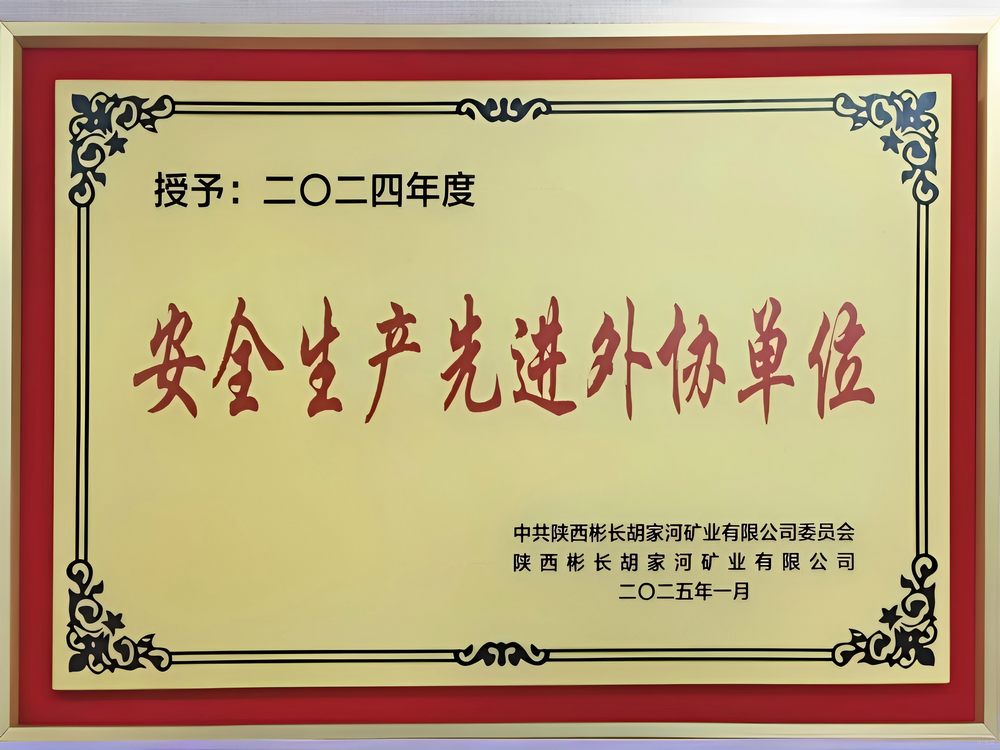 授予：二〇二四年度
安全生产先进外协单位
中共陕西彬长胡家河矿业有限公司委员会
陕西彬长胡家河矿业有限公司
二〇二五年一月